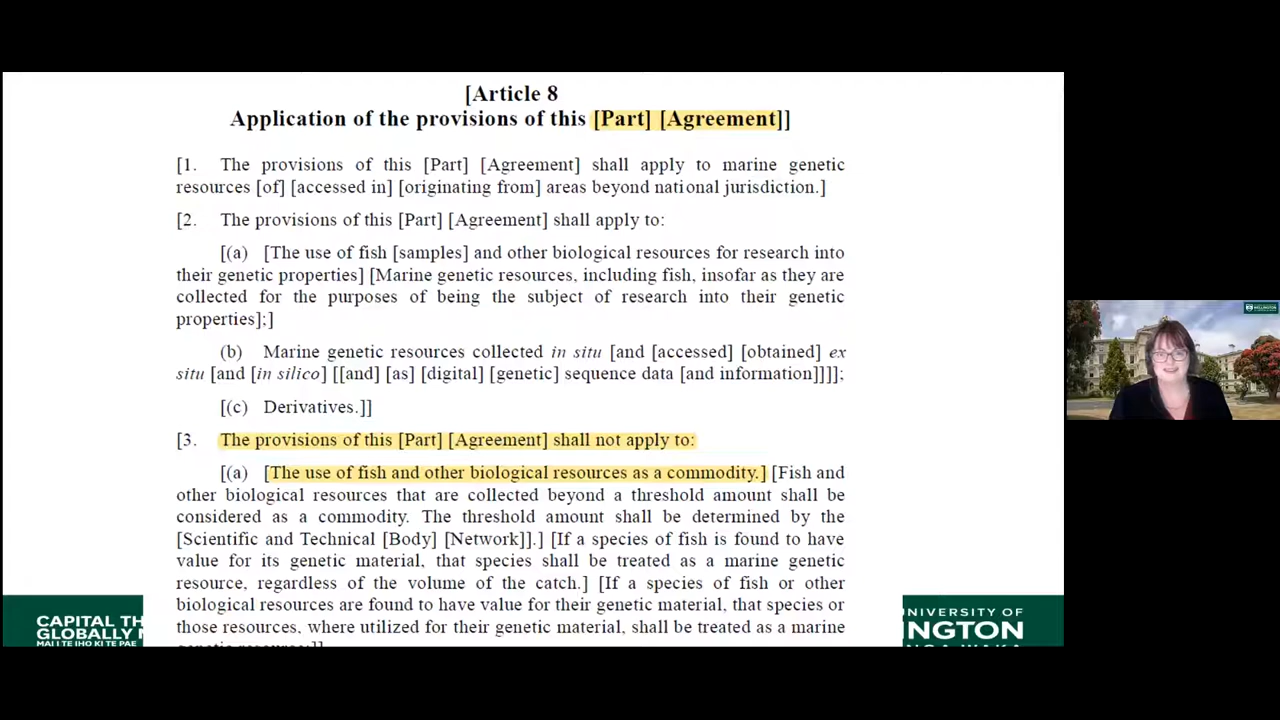 [Article 8
Application of the provisions of this [Part] [Agreement]]
[1. The provisions of this [Part] [Agreement] shall apply to marine genetic
resources [of] [accessed in] [originating from] areas beyond national jurisdiction.]
[2. The provisions of this [Part] [Agreement] shall apply to:
[(a) [The use of fish [samples] and other biological resources for research into
their genetic properties] [Marine genetic resources, including fish, insofar as they are
collected for the purposes of being the subject of research into their genetic
properties];]
(b) Marine genetic resources collected in situ [and [accessed] [obtained] ex
situ [and [in silico] [[and] [as] [digital] [genetic] sequence data [and information]]]];
[(c) Derivatives.]]
[3. The provisions of this [Part] [Agreement] shall not apply to:
[(a) [The use of fish and other biological resources as a commodity.] [Fish and
other biological resources that are collected beyond a threshold amount shall be
considered as a commodity. The threshold amount shall be determined by the
[Scientific and Technical [Body] [Network]].] [If a species of fish is found to have
value for its genetic material, that species shall be treated as a marine genetic
resource, regardless of the volume of the catch.] [If a species of fish or other
biological resources are found to have value for their genetic material, that species or
those resources, where utilized for their genetic material, shall be treated as a marine
CAPITAL TH
GLOBALLY
MAI I TE IHO KI TE PAE
NIVERSITY OF
NGTON